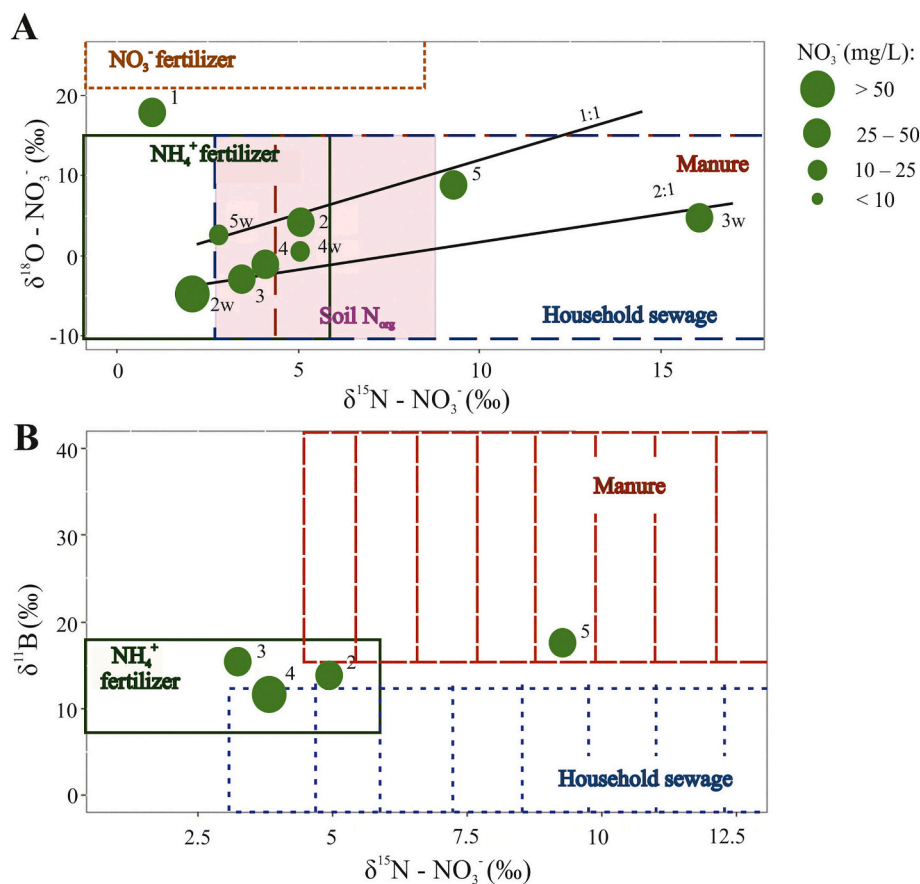 A
NO₃⁻ fertilizer
1
1:1
NH₄⁺ fertilizer
Manure
5
2:1
5w
2
3w
4
4w
2w
3
Soil Norg
Household sewage
20
10
0
-10
δ¹⁸O - NO₃⁻ (‰)
0
5
10
15
δ¹⁵N - NO₃⁻ (‰)
NO₃⁻ (mg/L):
> 50
25 – 50
10 – 25
< 10
B
40
30
20
10
0
δ¹¹B (‰)
Manure
5
NH₄⁺
fertilizer
3
4
2
Household sewage
2.5
5
7.5
10
12.5
δ¹⁵N - NO₃⁻ (‰)